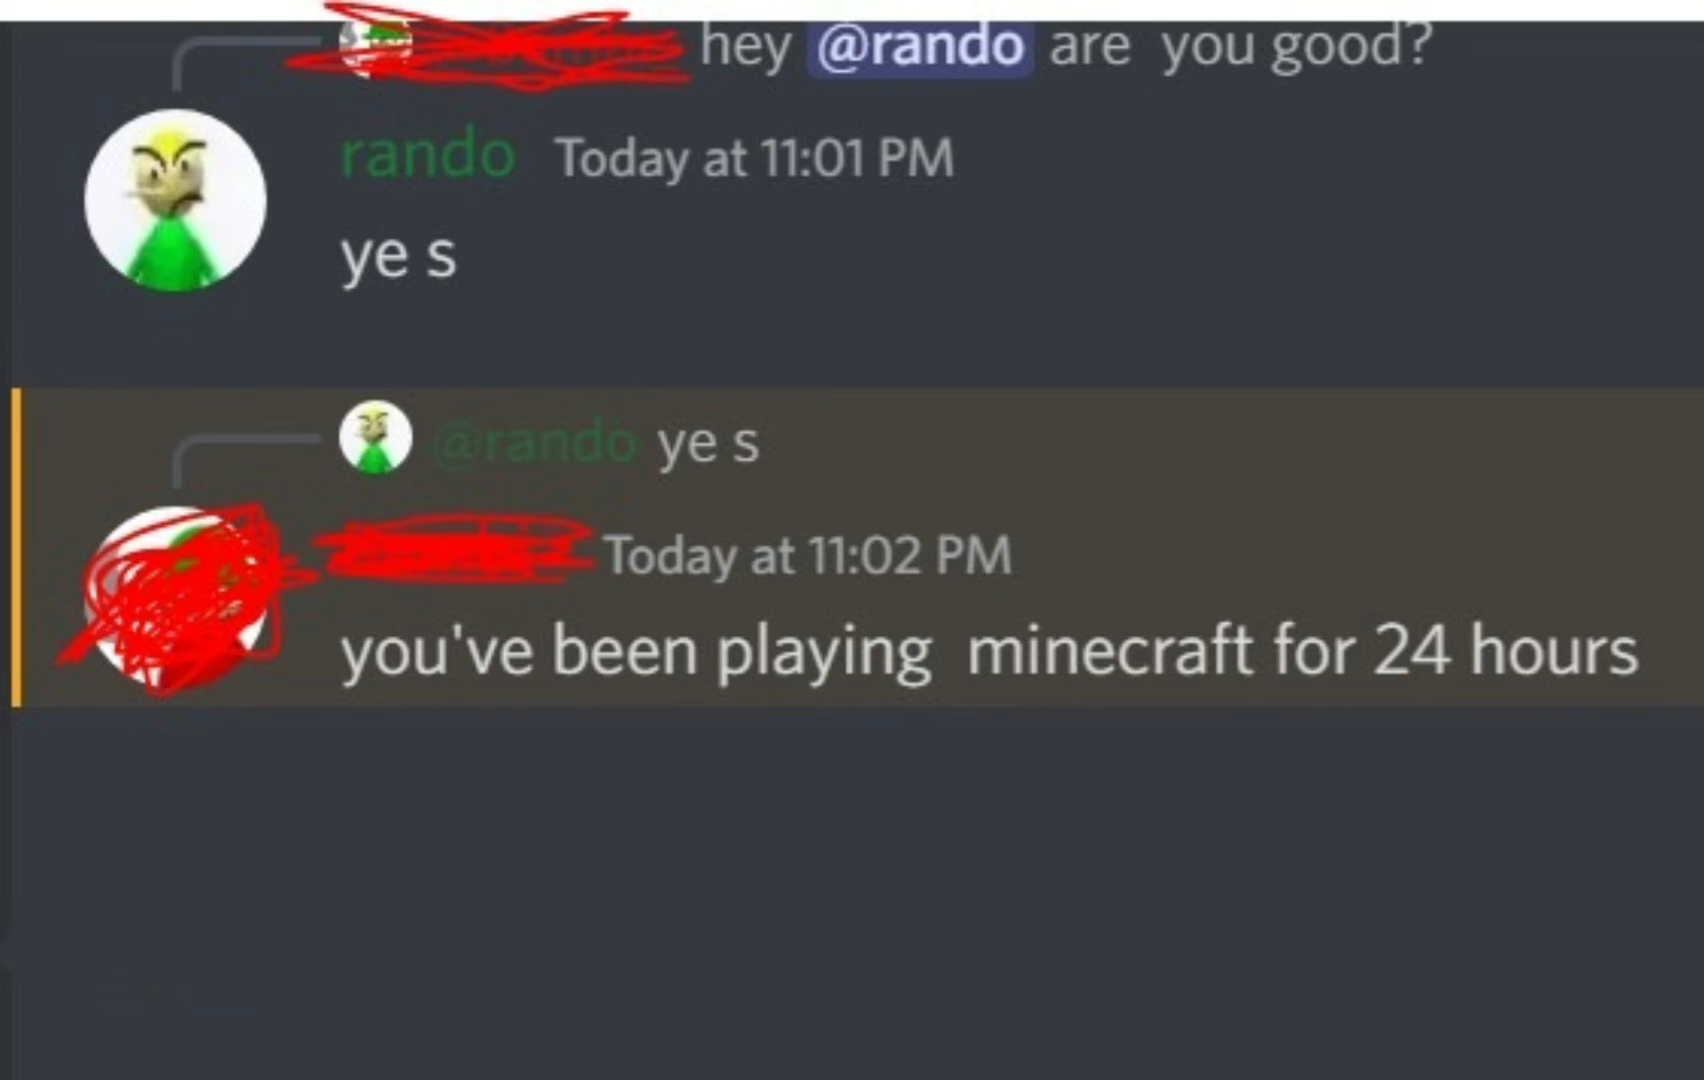 hey @rando are you good?
rando Today at 11:01 PM
ye s
@rando ye s
Today at 11:02 PM
you've been playing minecraft for 24 hours